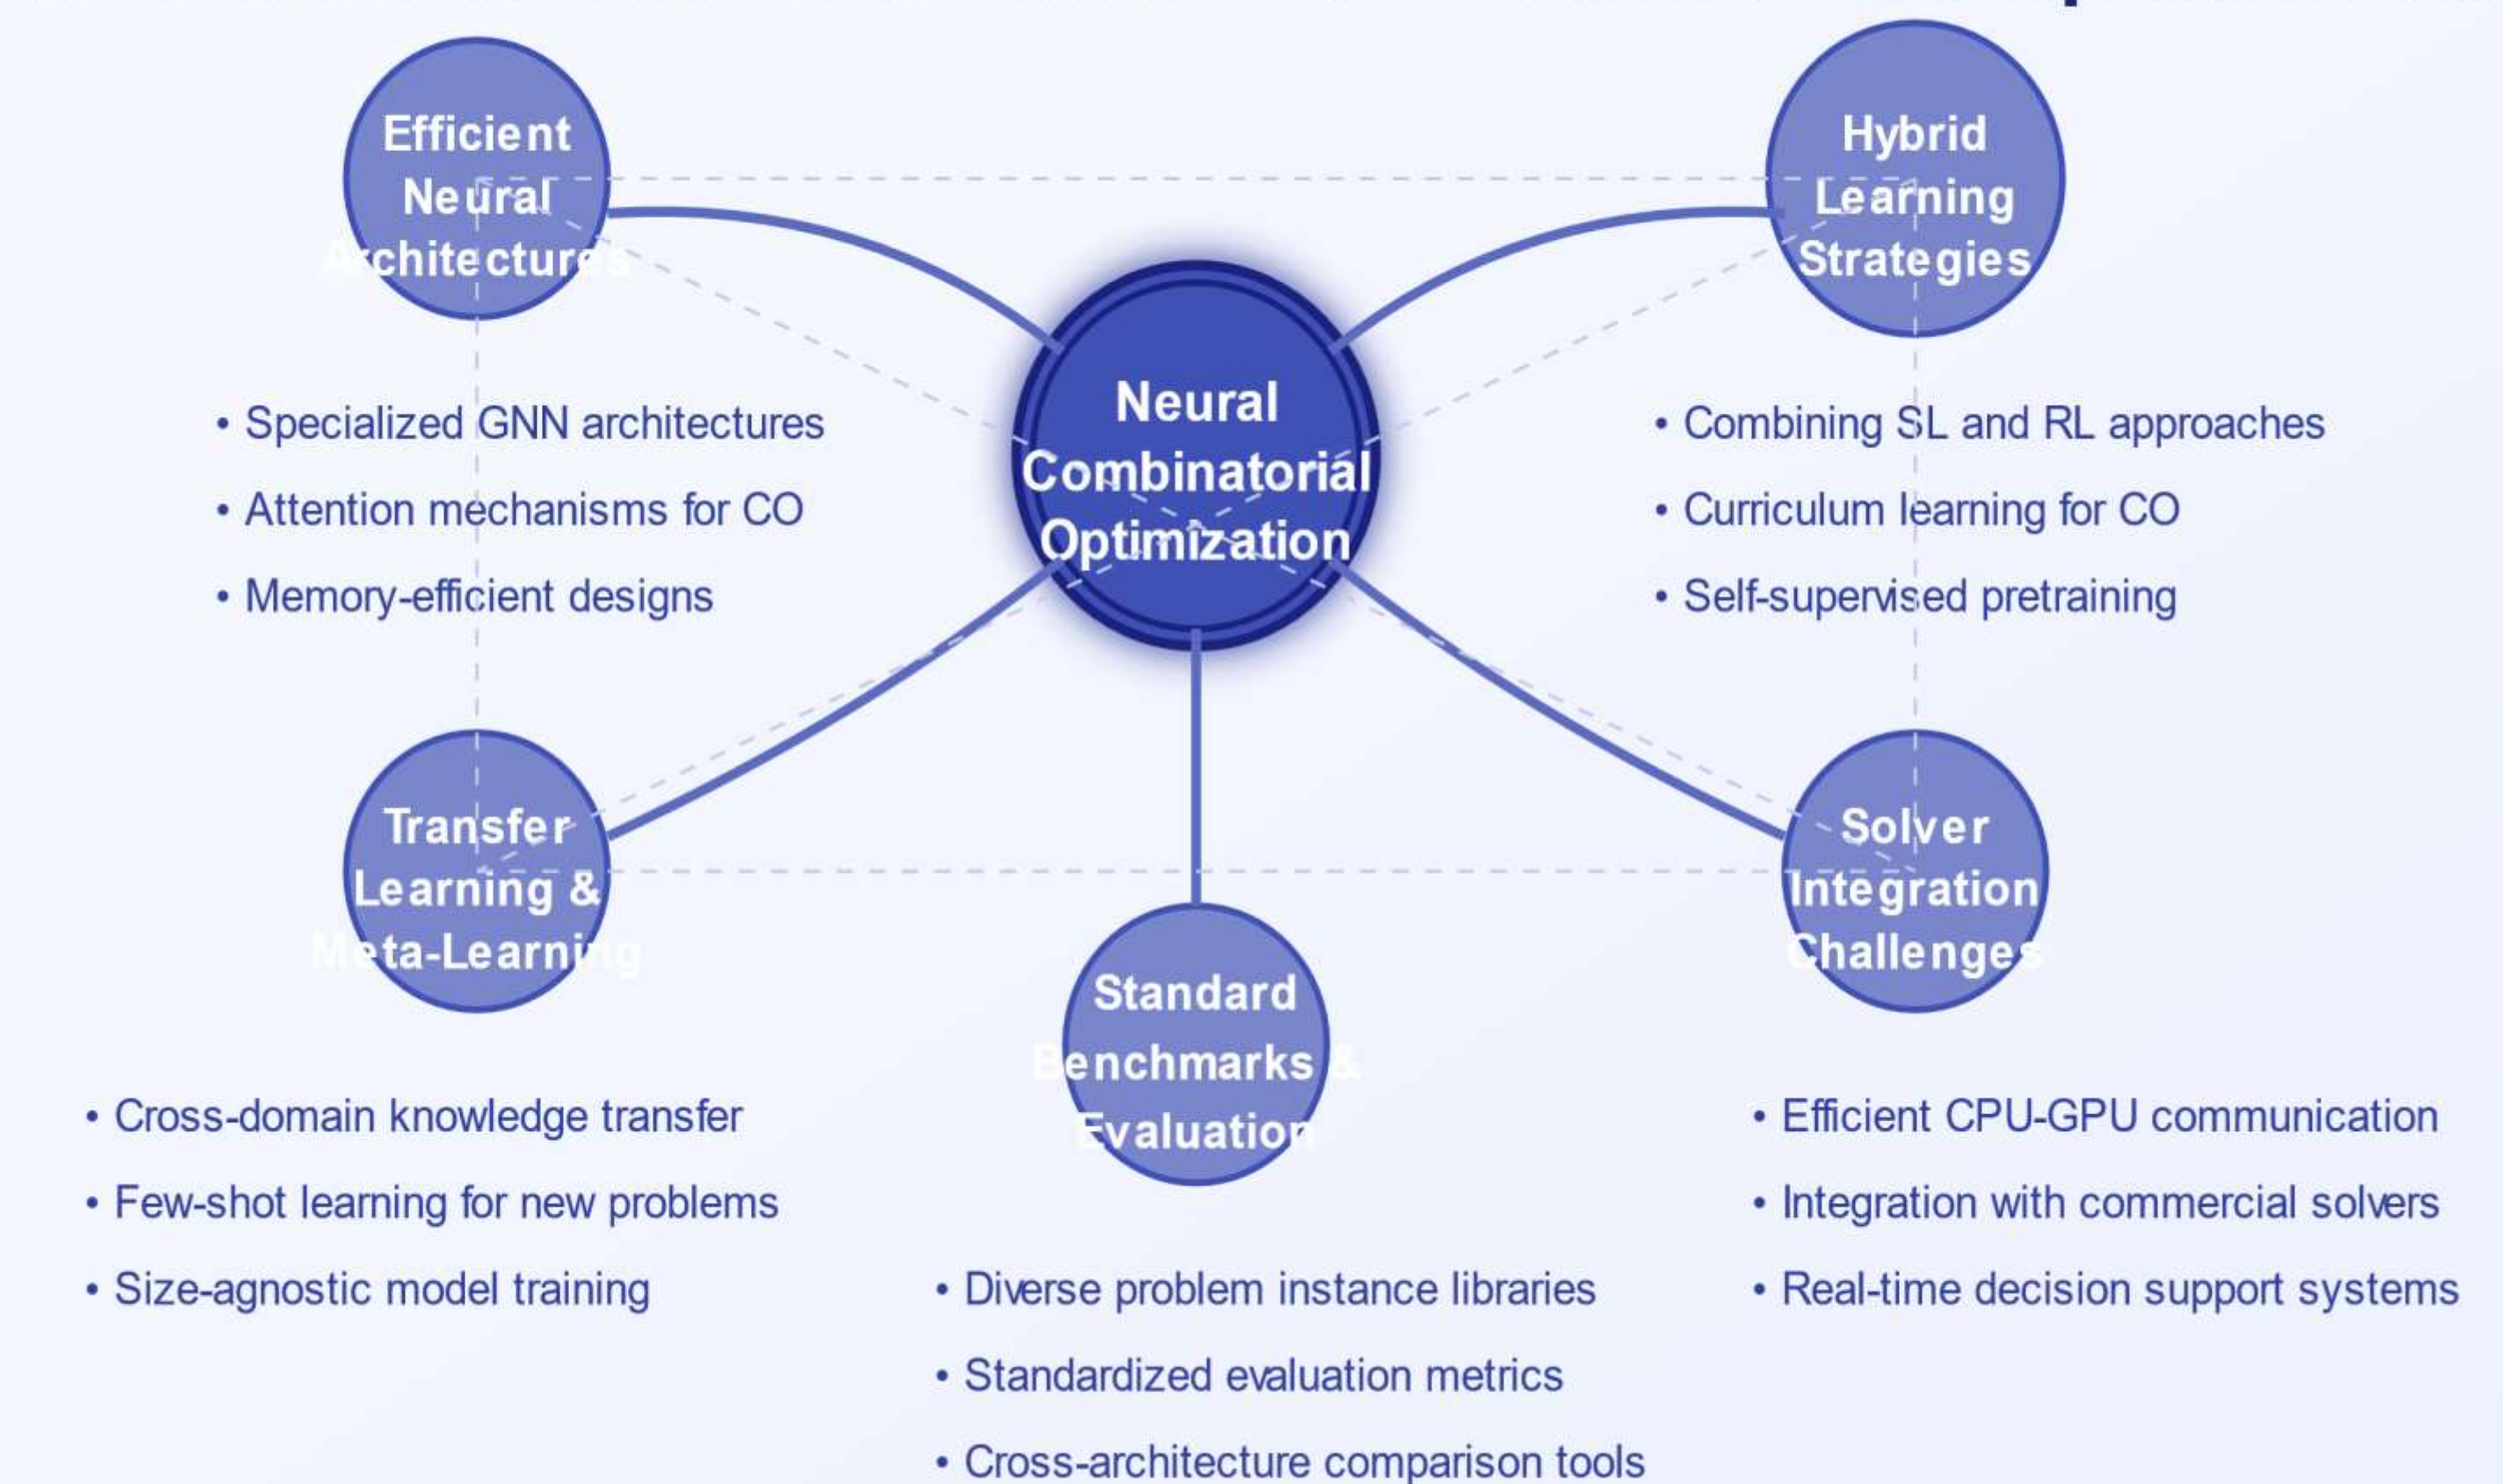 Efficient
Neural
Architectures
Hybrid
Learning
Strategies
Neural
Combinatorial
Optimization
• Specialized GNN architectures
• Attention mechanisms for CO
• Memory-efficient designs
• Combining SL and RL approaches
• Curriculum learning for CO
• Self-supervised pretraining
Transfer
Learning &
Meta-Learning
Solver
Integration
Challenges
Standard
Benchmarks &
Evaluation
• Cross-domain knowledge transfer
• Few-shot learning for new problems
• Size-agnostic model training
• Efficient CPU-GPU communication
• Integration with commercial solvers
• Real-time decision support systems
• Diverse problem instance libraries
• Standardized evaluation metrics
• Cross-architecture comparison tools